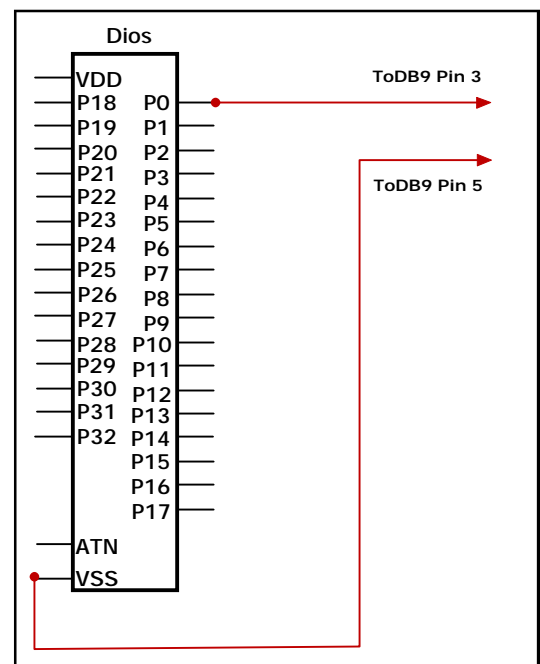 Dios
VDD
ToDB9 Pin 3
P18 P0
P19 P1
P20 P2
P21 P3
ToDB9 Pin 5
P22 P4
P23 P5
P24 P6
P25 P7
P26 P8
P27 P9
P28 P10
P29 P11
P30 P12
P31 P13
P32 P14
P15
P16
P17
ATN
VSS